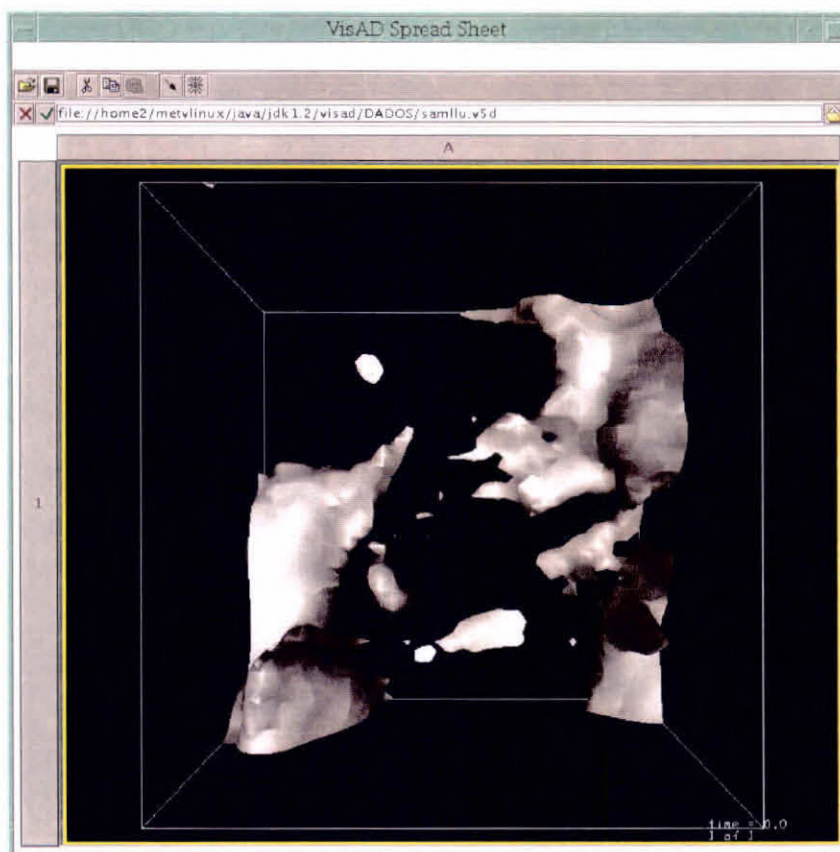 VisAD Spread Sheet
file://home2/metvlinux/java/jdk1.2/visad/DADOS/samllu.v5d
A
1
time = 0.0
1 of 1